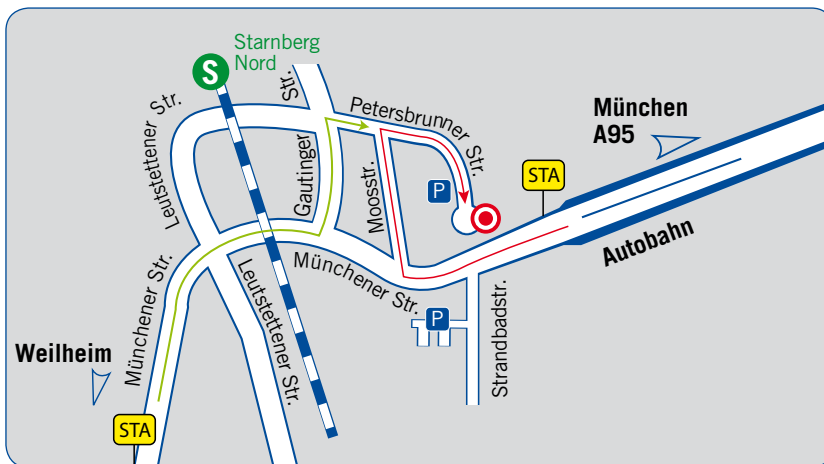 Starnberg
Nord
S
Leutstettener Str.
Str.
Gautinger
Petersbrunner Str.
München
A95
STA
P
Moosstr.
Autobahn
Münchener Str.
Münchener Str.
Leutstettener Str.
P
Strandbadstr.
Weilheim
STA